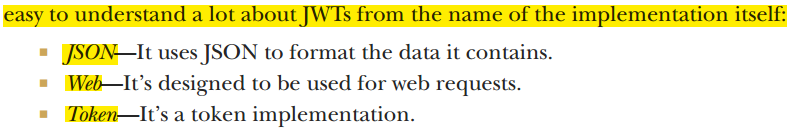 easy to understand a lot about JWTs from the name of the implementation itself:
■ JSON—It uses JSON to format the data it contains.
■ Web—It’s designed to be used for web requests.
■ Token—It’s a token implementation.